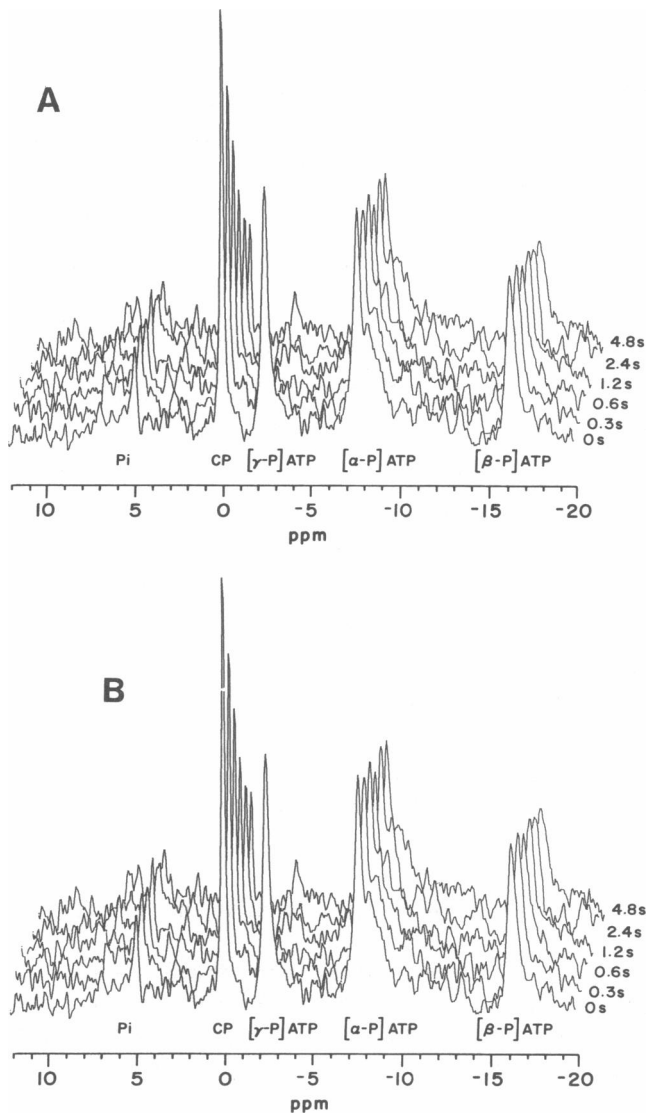 A
4.8s
2.4s
1.2s
0.6s
0.3s
0s
Pi CP [γ-P] ATP [α-P] ATP [β-P] ATP
10 5 0 -5 -10 -15 -20
ppm
B
4.8s
2.4s
1.2s
0.6s
0.3s
0s
Pi CP [γ-P] ATP [α-P] ATP [β-P] ATP
10 5 0 -5 -10 -15 -20
ppm